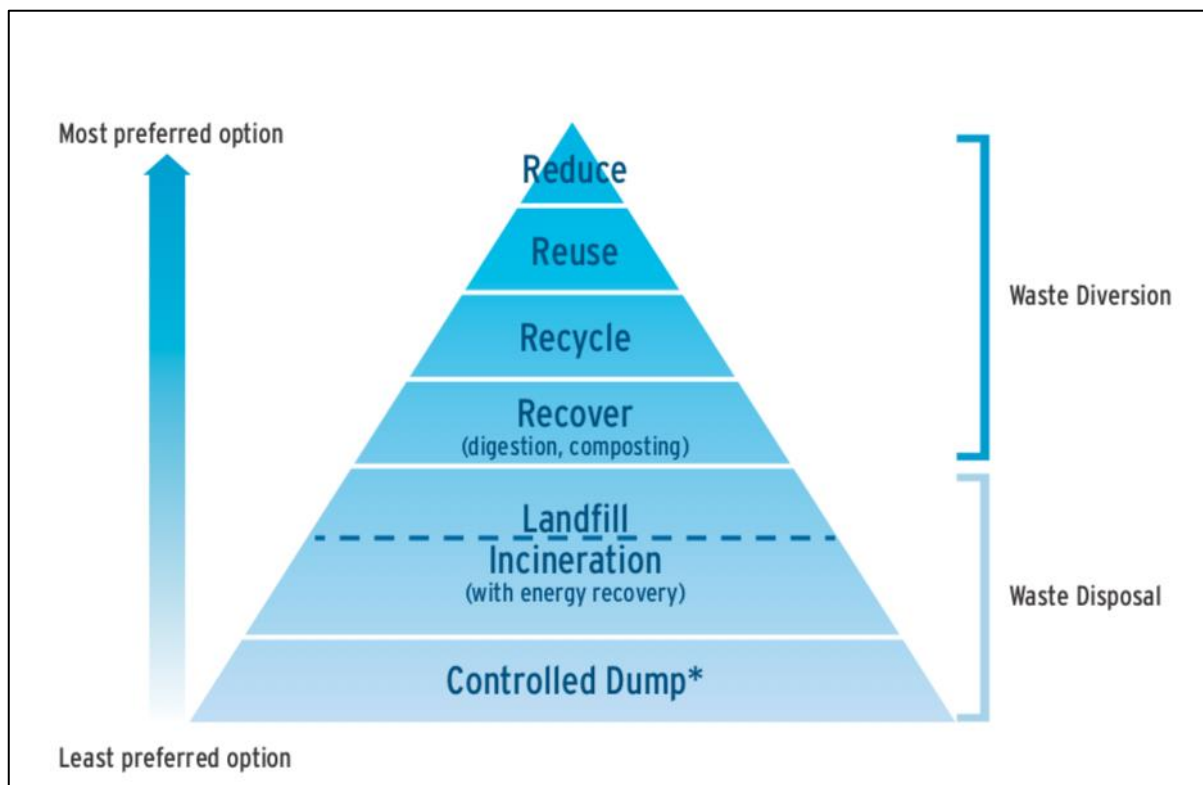 Most preferred option
Reduce
Reuse
Recycle
Recover
(digestion, composting)
Landfill
Incineration
(with energy recovery)
Controlled Dump*
Least preferred option
Waste Diversion
Waste Disposal